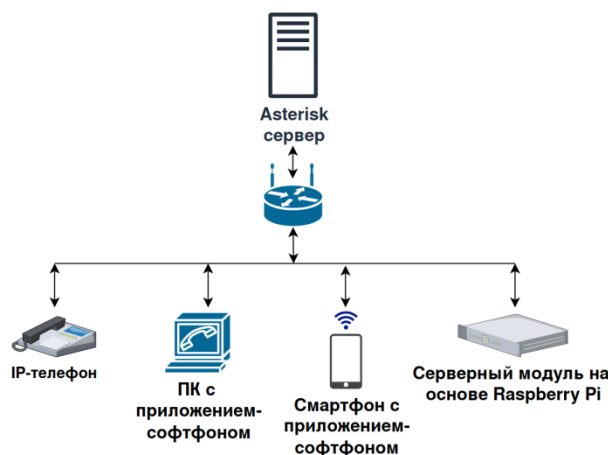 Asterisk
сервер
IP-телефон
ПК с
приложением-
софтфоном
Смартфон с
приложением-
софтфоном
Серверный модуль на
основе Raspberry Pi